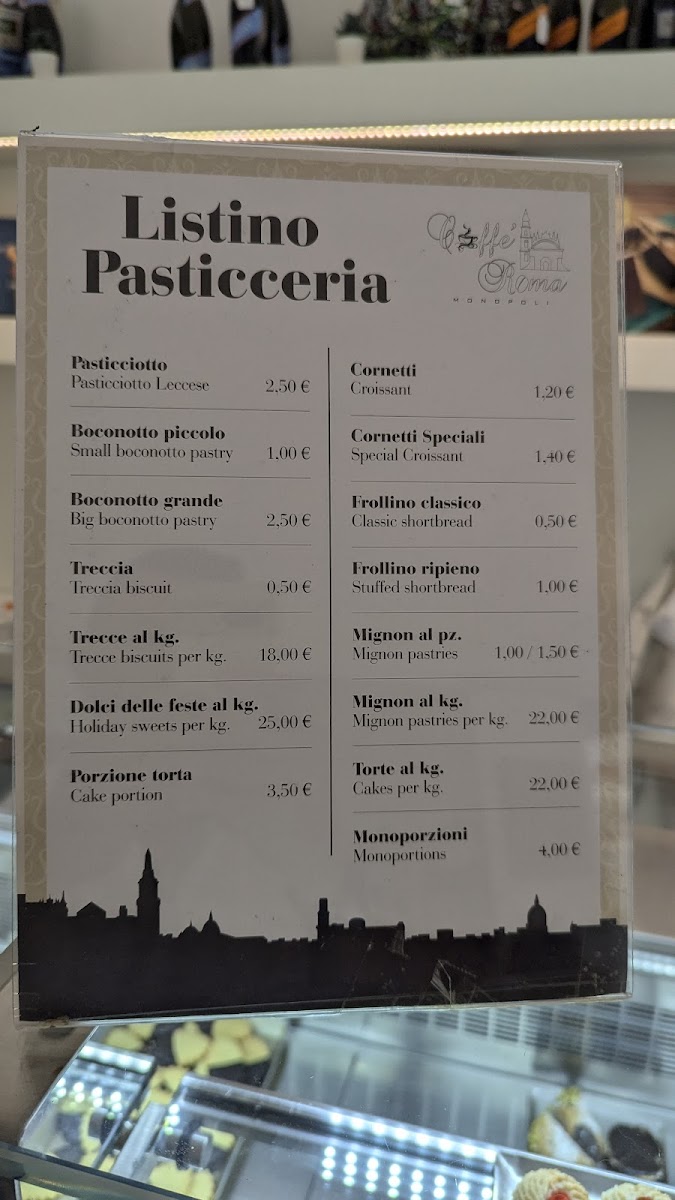 Listino
Pasticceria
Caffé
Roma
MONOPOLI
Pasticciotto
Pasticciotto Leccese 2,50 €
Boconotto piccolo
Small boconotto pastry 1,00 €
Boconotto grande
Big boconotto pastry 2,50 €
Treccia
Treccia biscuit 0,50 €
Trecce al kg.
Trecce biscuits per kg. 18,00 €
Dolci delle feste al kg.
Holiday sweets per kg. 25,00 €
Porzione torta
Cake portion 3,50 €
Cornetti
Croissant 1,20 €
Cornetti Speciali
Special Croissant 1,40 €
Frollino classico
Classic shortbread 0,50 €
Frollino ripieno
Stuffed shortbread 1,00 €
Mignon al pz.
Mignon pastries 1,00 / 1,50 €
Mignon al kg.
Mignon pastries per kg. 22,00 €
Torte al kg.
Cakes per kg. 22,00 €
Monoporzioni
Monoportions 4,00 €